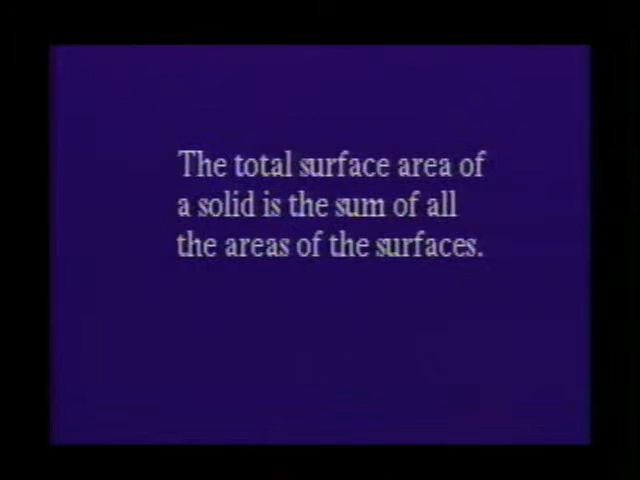 The total surface area of
a solid is the sum of all
the areas of the surfaces.